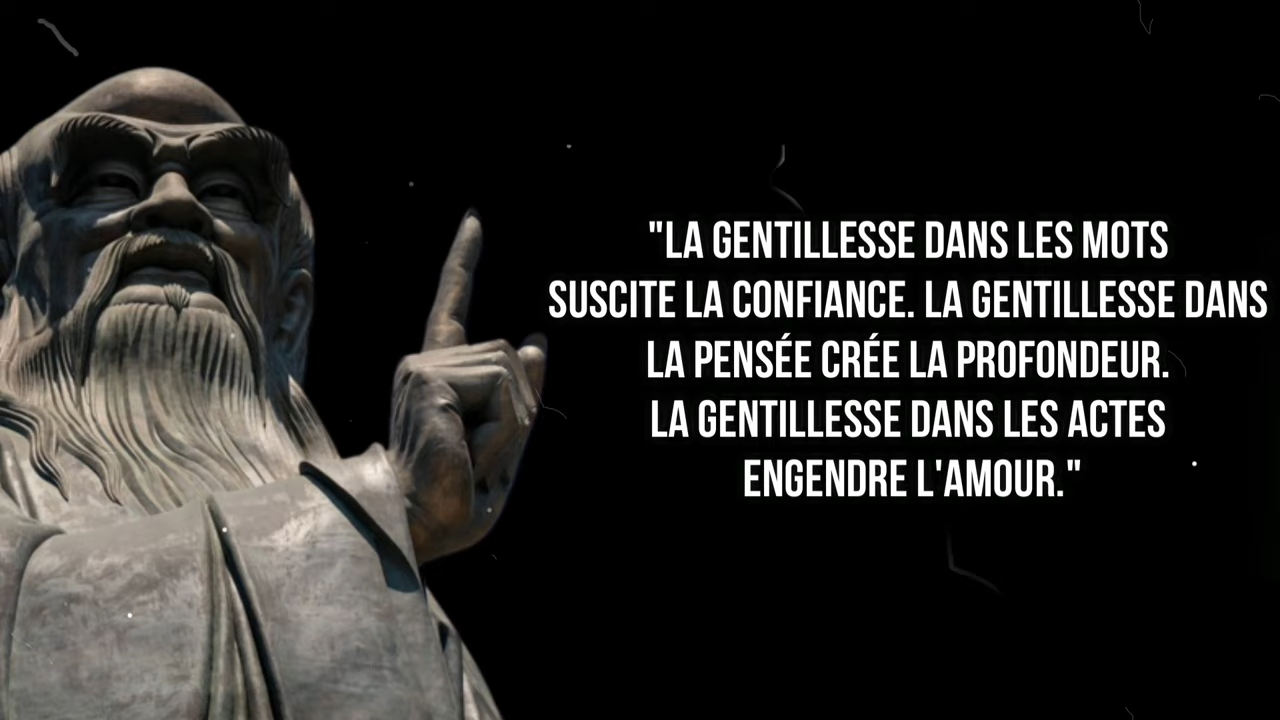 "LA GENTILLESSE DANS LES MOTS
SUSCITE LA CONFIANCE. LA GENTILLESSE DANS
LA PENSÉE CRÉE LA PROFONDEUR.
LA GENTILLESSE DANS LES ACTES
ENGENDRE L'AMOUR."